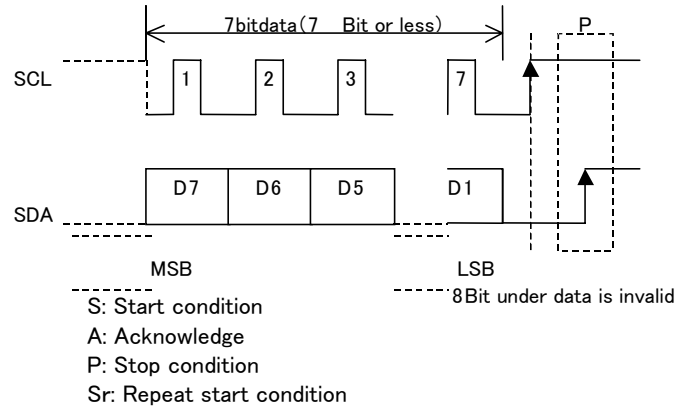 7bitdata(7 Bit or less) P
SCL 1 2 3 7
SDA D7 D6 D5 D1
MSB LSB
8Bit under data is invalid
S: Start condition
A: Acknowledge
P: Stop condition
Sr: Repeat start condition